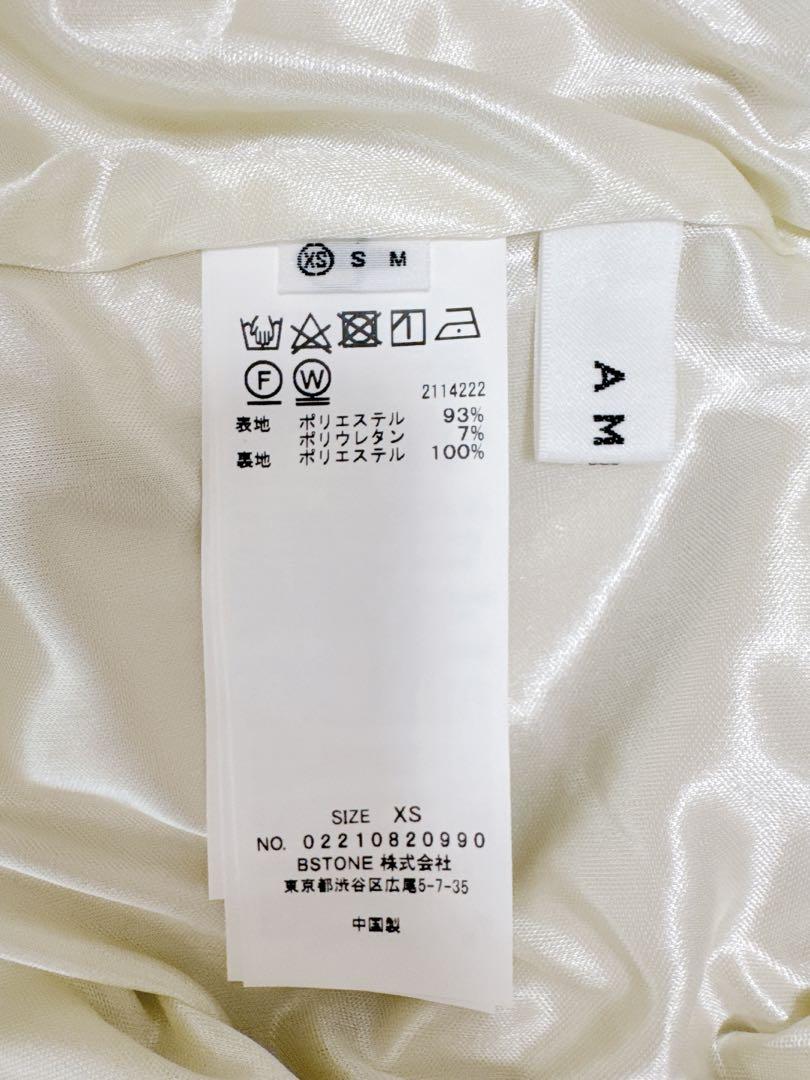 XS S M
F W
2114222
表地 ポリエステル 93%
ポリウレタン 7%
裏地 ポリエステル 100%
SIZE XS
NO. 02210820990
BSTONE 株式会社
東京都渋谷区広尾5-7-35
中国製
A M